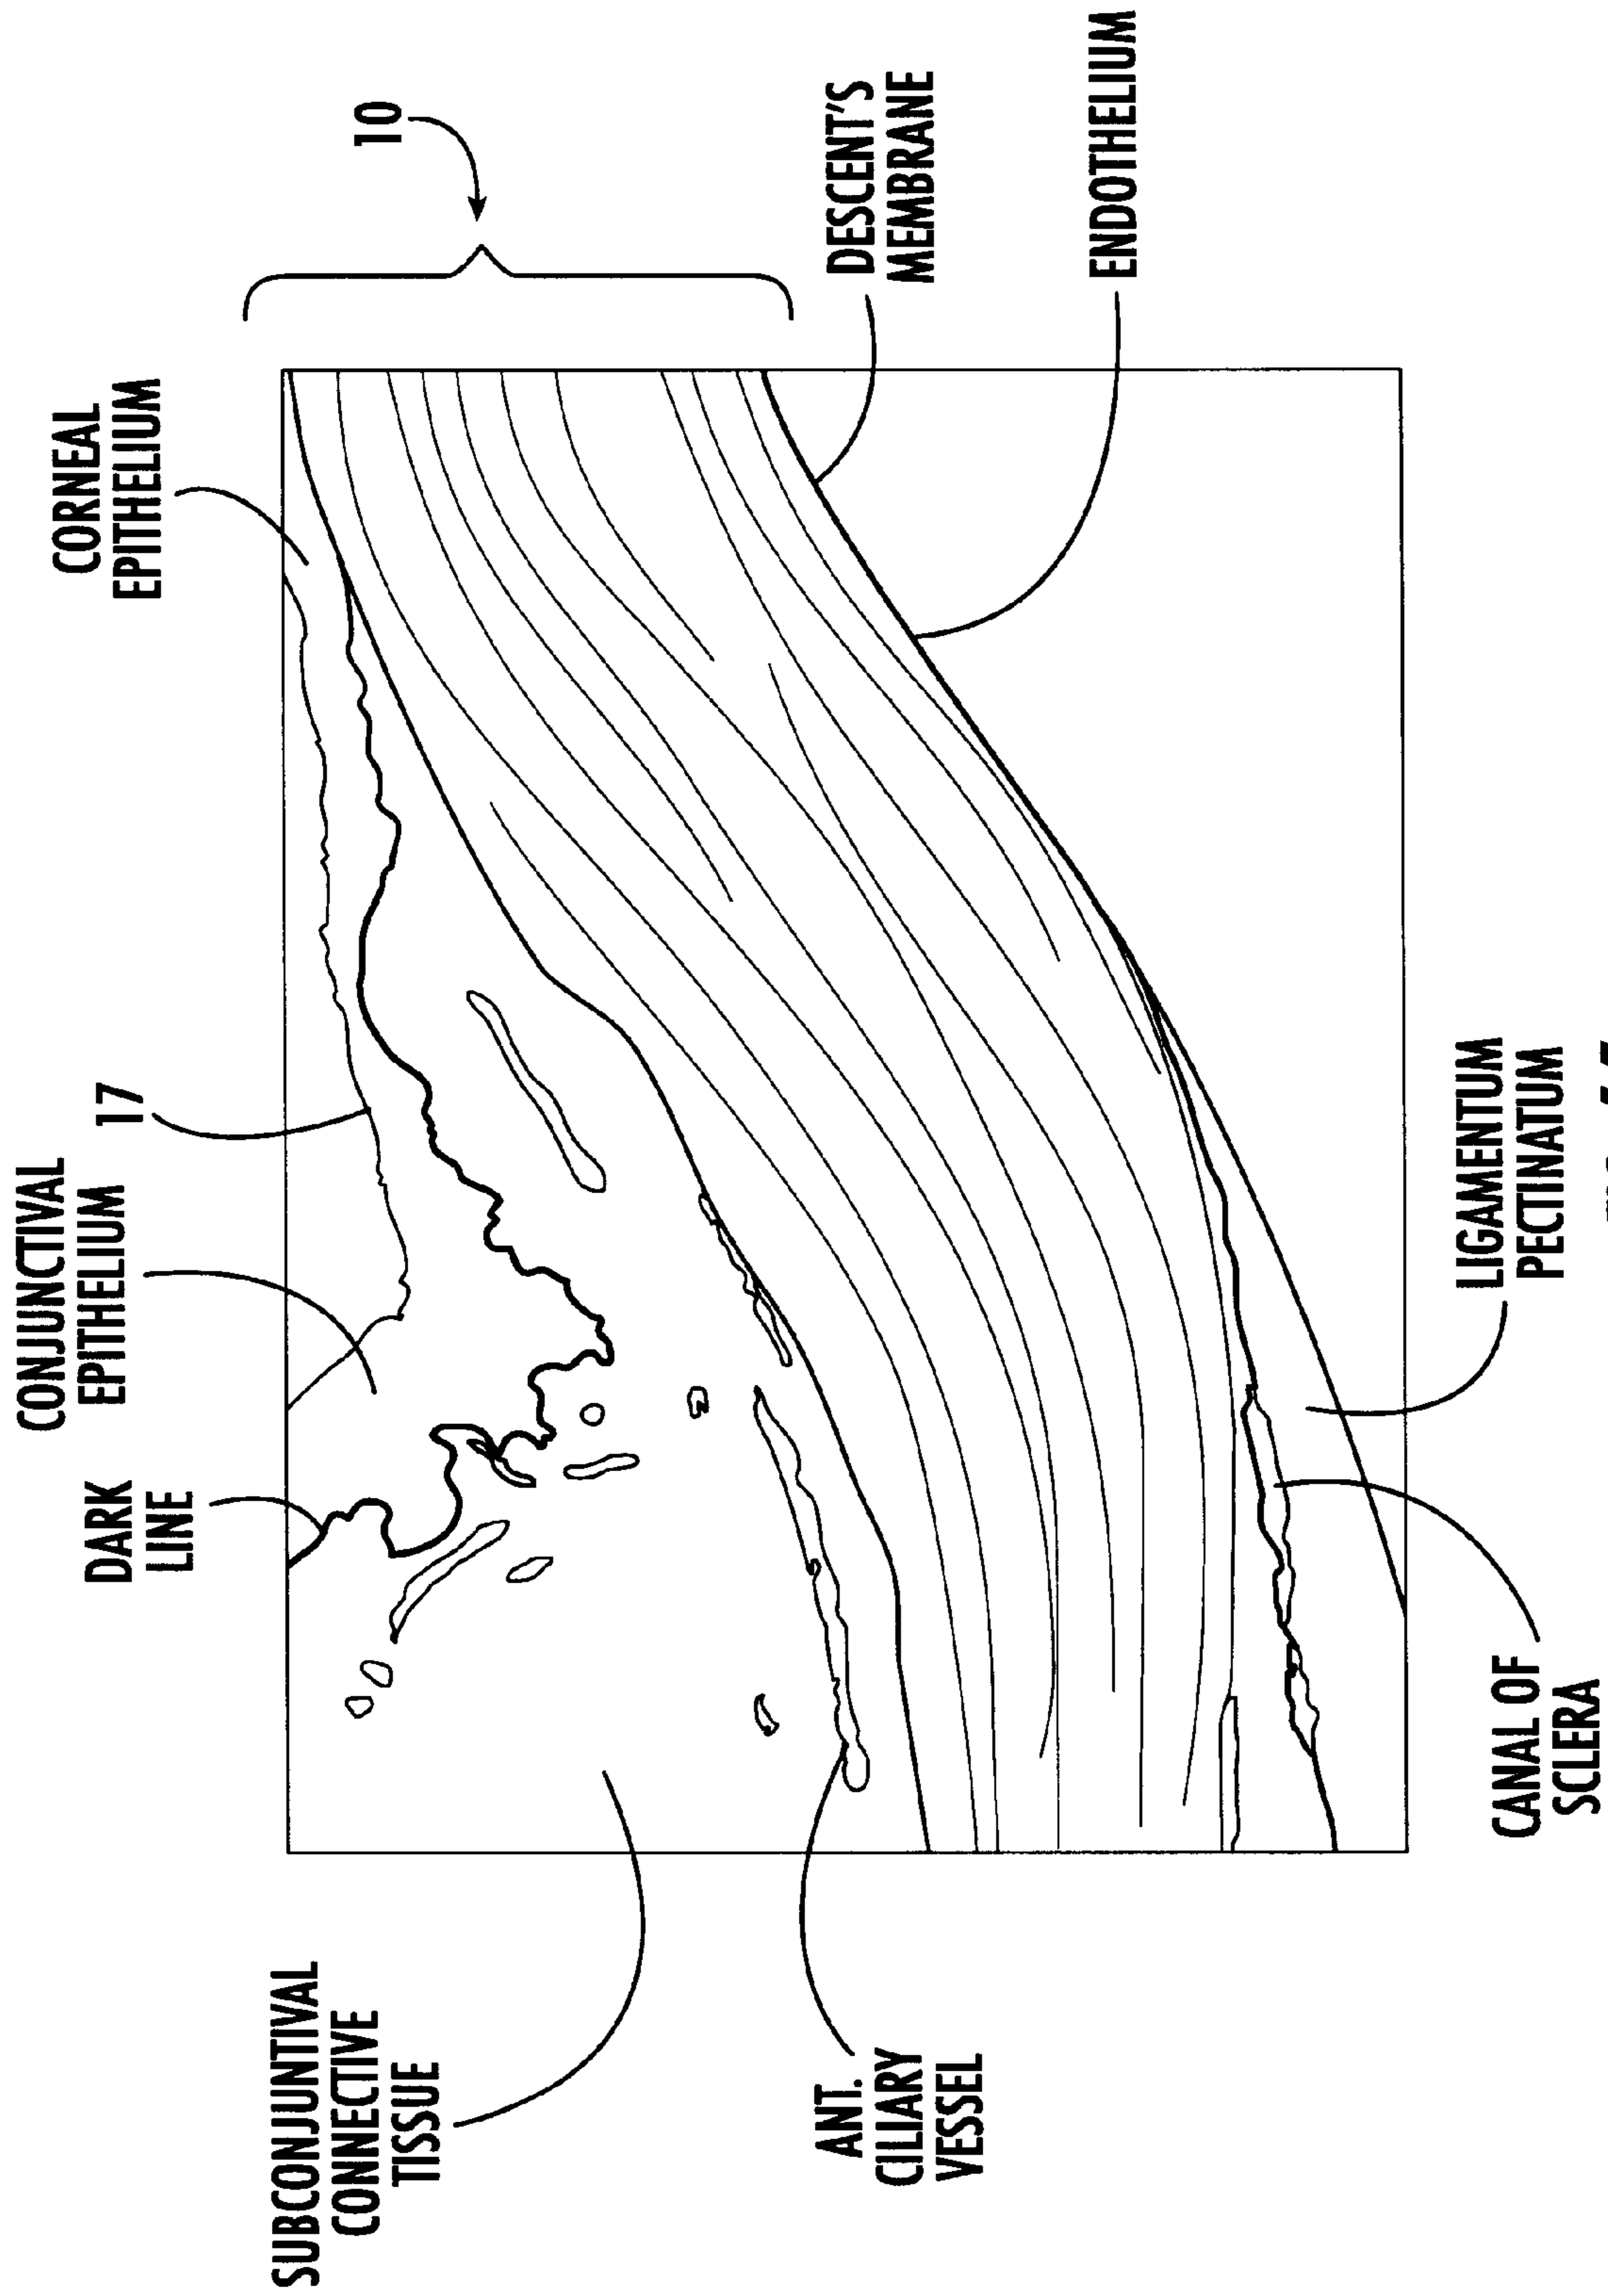 CORNEAL
EPITHELIUM
10
17
CONJUNCTIVAL
EPITHELIUM
DARK
LINE
DESCENT'S
MEMBRANE
ENDOTHELIUM
SUBCONJUNTIVAL
CONNECTIVE
TISSUE
ANT.
CILIARY
VESSEL
LIGAMENTUM
PECTINATUM
CANAL OF
SCLERA